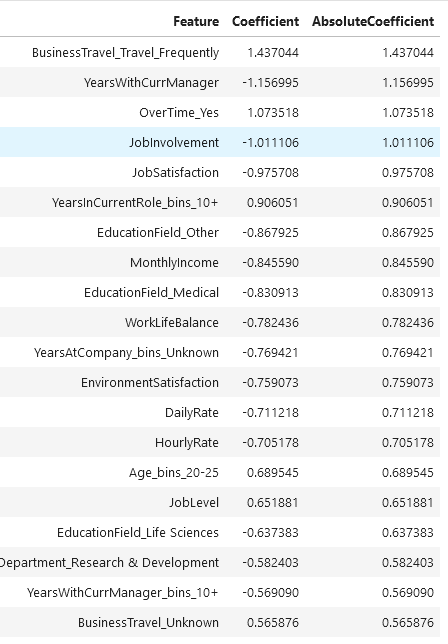 Feature Coefficient AbsoluteCoefficient
BusinessTravel_Travel_Frequently 1.437044 1.437044
YearsWithCurrManager -1.156995 1.156995
OverTime_Yes 1.073518 1.073518
JobInvolvement -1.011106 1.011106
JobSatisfaction -0.975708 0.975708
YearsInCurrentRole_bins_10+ 0.906051 0.906051
EducationField_Other -0.867925 0.867925
MonthlyIncome -0.845590 0.845590
EducationField_Medical -0.830913 0.830913
WorkLifeBalance -0.782436 0.782436
YearsAtCompany_bins_Unknown -0.769421 0.769421
EnvironmentSatisfaction -0.759073 0.759073
DailyRate -0.711218 0.711218
HourlyRate -0.705178 0.705178
Age_bins_20-25 0.689545 0.689545
JobLevel 0.651881 0.651881
EducationField_Life Sciences -0.637383 0.637383
Department_Research & Development -0.582403 0.582403
YearsWithCurrManager_bins_10+ -0.569090 0.569090
BusinessTravel_Unknown 0.565876 0.565876